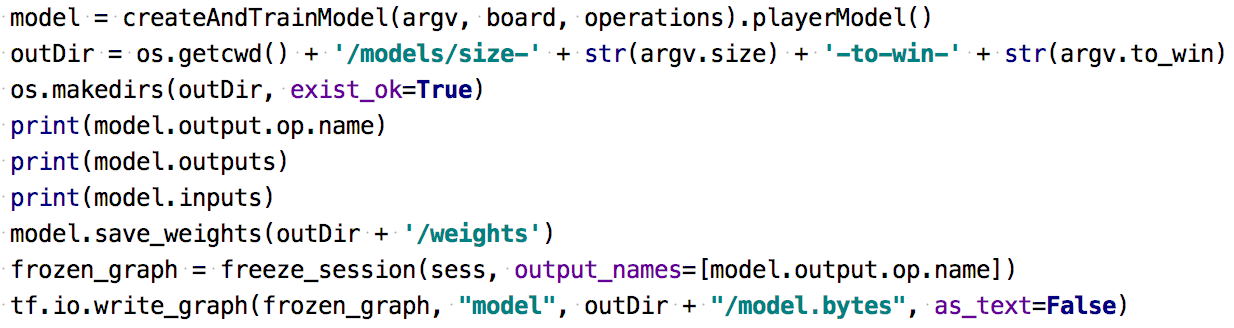 model = createAndTrainModel(argv, board, operations).playerModel()
outDir = os.getcwd() + '/models/size-' + str(argv.size) + '-to-win-' + str(argv.to_win)
os.makedirs(outDir, exist_ok=True)
print(model.output.op.name)
print(model.outputs)
print(model.inputs)
model.save_weights(outDir + '/weights')
frozen_graph = freeze_session(sess, output_names=[model.output.op.name])
tf.io.write_graph(frozen_graph, "model", outDir + "/model.bytes", as_text=False)